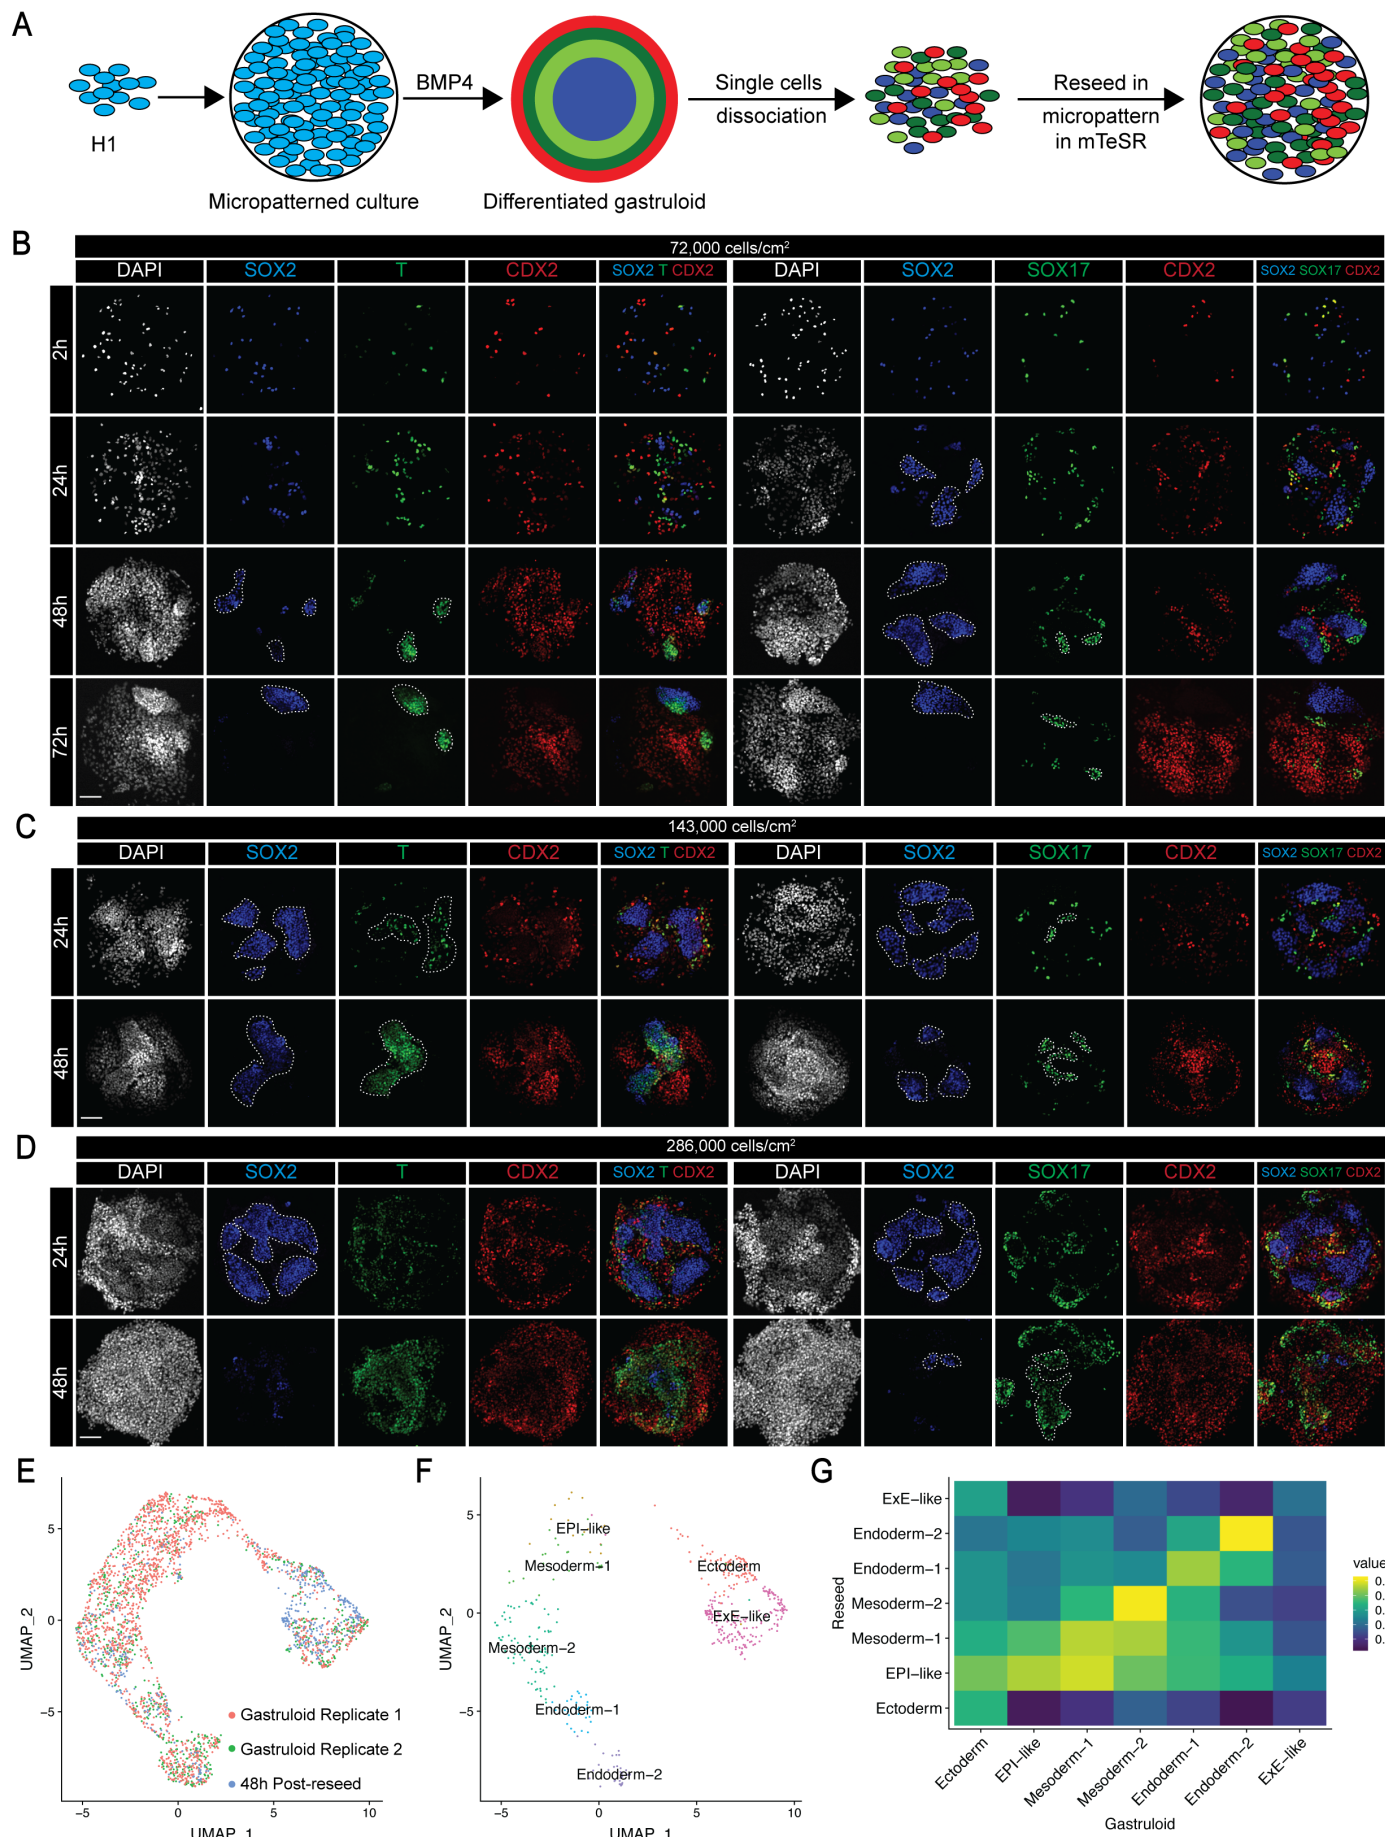 A
H1
Micropatterned culture
BMP4
Differentiated gastruloid
Single cells
dissociation
Reseed in
micropattern
in mTeSR
B
72,000 cells/cm²
DAPI SOX2 T CDX2 SOX2 T CDX2 DAPI SOX2 SOX17 CDX2 SOX2 SOX17 CDX2
2h
24h
48h
72h
C
143,000 cells/cm²
DAPI SOX2 T CDX2 SOX2 T CDX2 DAPI SOX2 SOX17 CDX2 SOX2 SOX17 CDX2
24h
48h
D
286,000 cells/cm²
DAPI SOX2 T CDX2 SOX2 T CDX2 DAPI SOX2 SOX17 CDX2 SOX2 SOX17 CDX2
24h
48h
E
UMAP_2
5
0
−5
Gastruloid Replicate 1
Gastruloid Replicate 2
48h Post-reseed
−5 0 5 10
UMAP_1
F
UMAP_2
5
0
−5
EPI−like
Mesoderm−1
Ectoderm
ExE−like
Mesoderm−2
Endoderm−1
Endoderm−2
−5 0 5 10
UMAP_1
G
Reseed
ExE−like
Endoderm−2
Endoderm−1
Mesoderm−2
Mesoderm−1
EPI−like
Ectoderm
Ectoderm
EPI−like
Mesoderm−1
Mesoderm−2
Endoderm−1
Endoderm−2
ExE−like
Gastruloid
value
0.
0.
0.
0.
0.